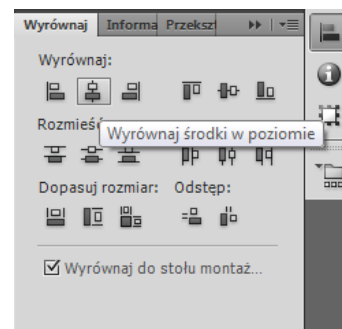 Wyrównaj Informa Przekszt
Wyrównaj:
Rozmieś
Wyrównaj środki w poziomie
Dopasuj rozmiar: Odstęp:
Wyrównaj do stołu montaż...